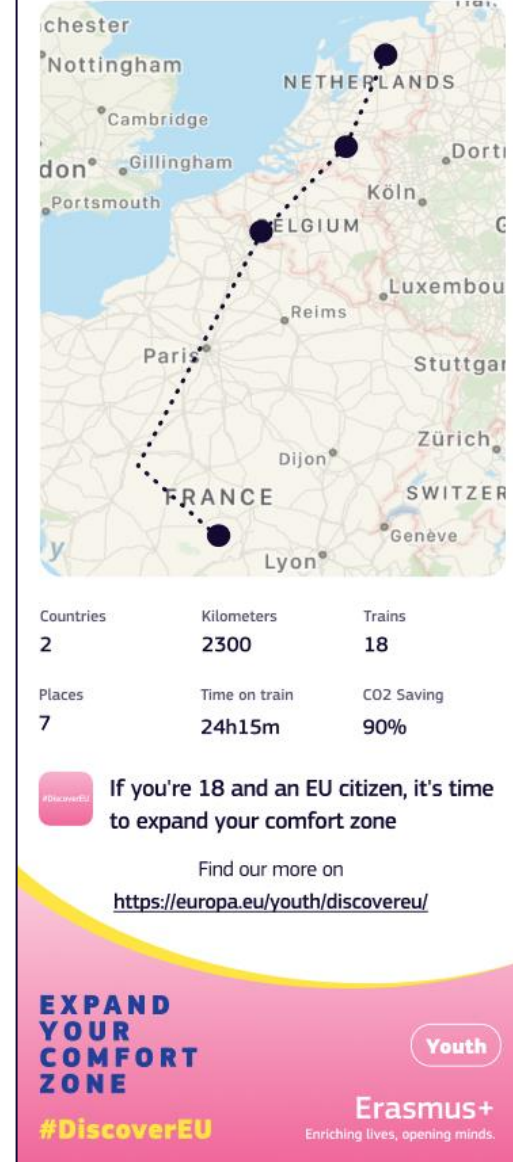 chester
Nottingham
NETHERLANDS
Cambridge
don
Gillingham
Dortr
Portsmouth
Köln
ELGIUM
Luxembou
Reims
Paris
Stuttgar
Zürich
Dijon
FRANCE
SWITZER
Genève
y
Lyon
Countries
Kilometers
Trains
2
2300
18
Places
Time on train
CO2 Saving
7
24h15m
90%
#DiscoverEU
If you're 18 and an EU citizen, it's time
to expand your comfort zone
Find our more on
https://europa.eu/youth/discovereu/
EXPAND
YOUR
COMFORT
ZONE
Youth
Erasmus+
#DiscoverEU
Enriching lives, opening minds.